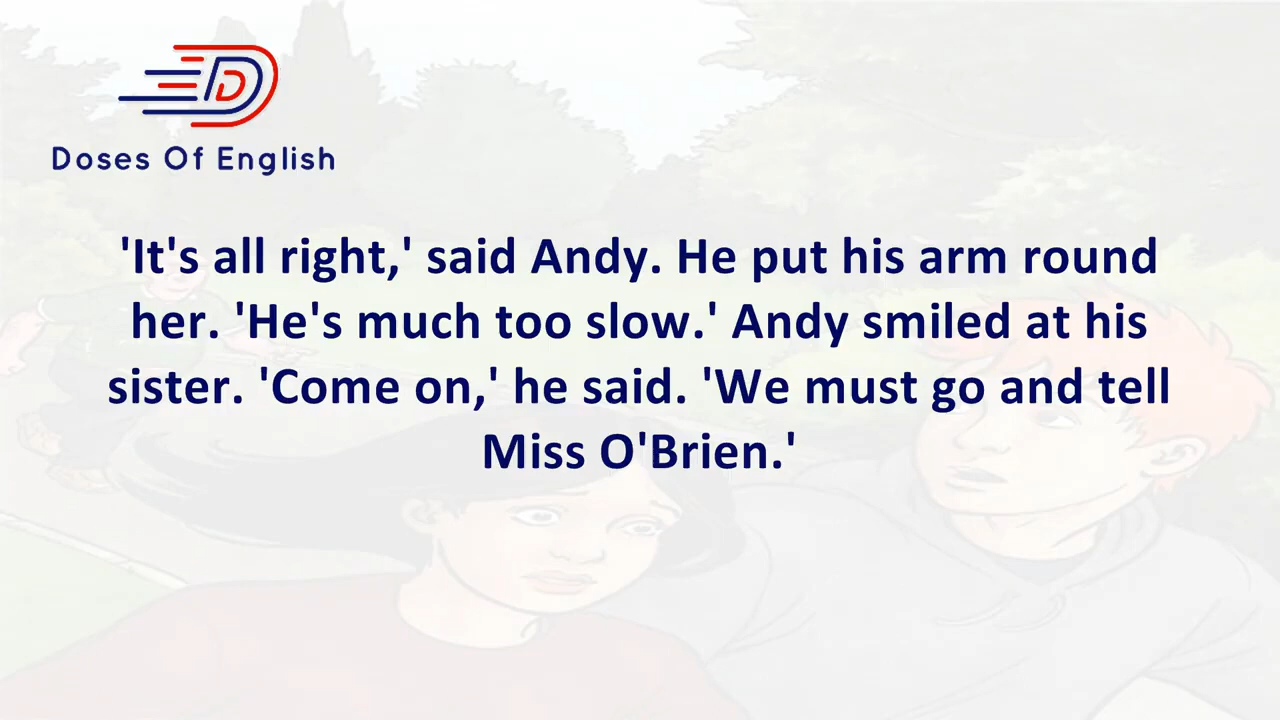 Doses Of English
'It's all right,' said Andy. He put his arm round
her. 'He's much too slow.' Andy smiled at his
sister. 'Come on,' he said. 'We must go and tell
Miss O'Brien.'